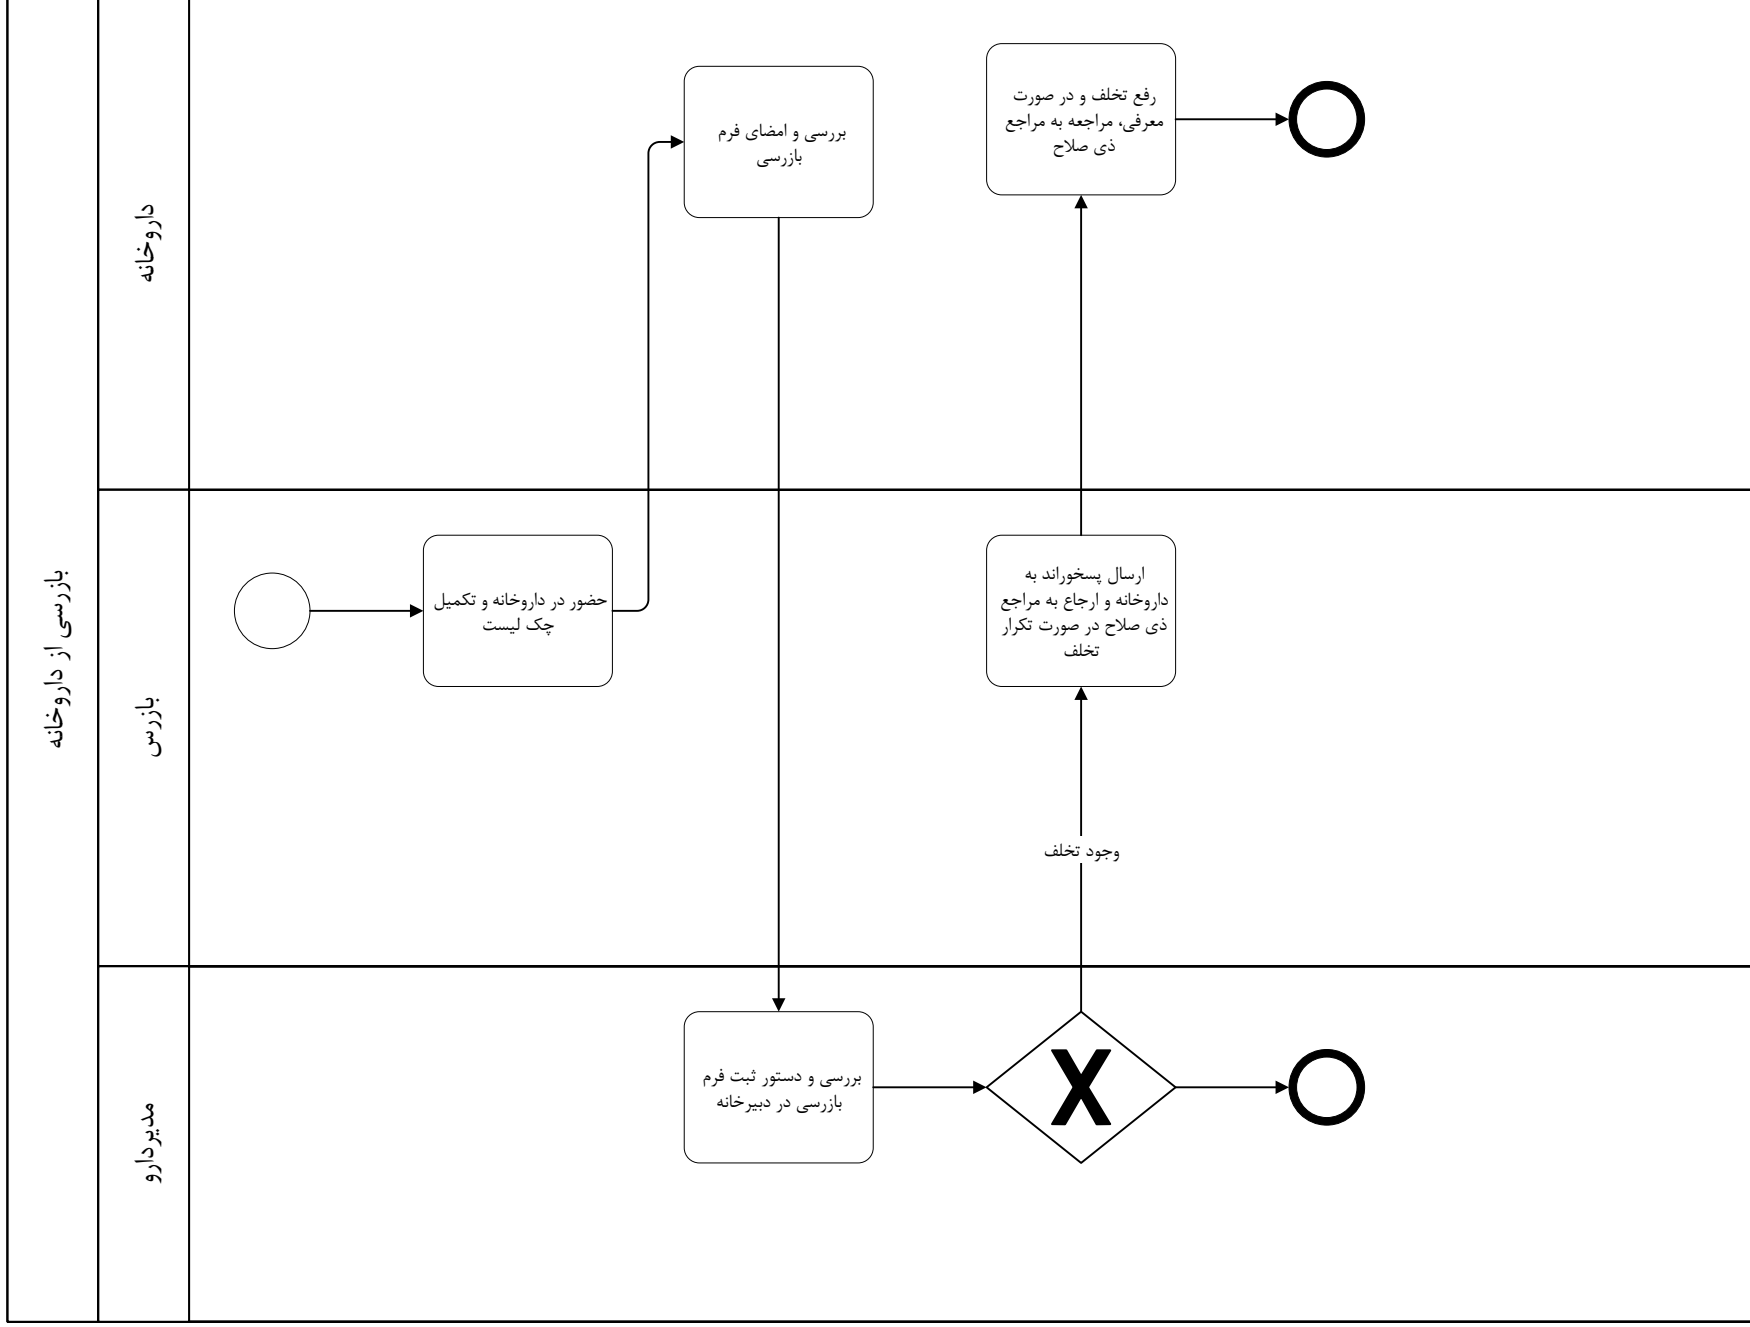 بازرسی از داروخانه
داروخانه
بررسی و امضای فرم
بازرسی
رفع تخلف و در صورت
معرفی، مراجعه به مراجع
ذی صلاح
بازرس
حضور در داروخانه و تکمیل
چک لیست
ارسال پسخوراند به
داروخانه و ارجاع به مراجع
ذی صلاح در صورت تکرار
تخلف
وجود تخلف
مدیردارو
بررسی و دستور ثبت فرم
بازرسی در دبیرخانه
X